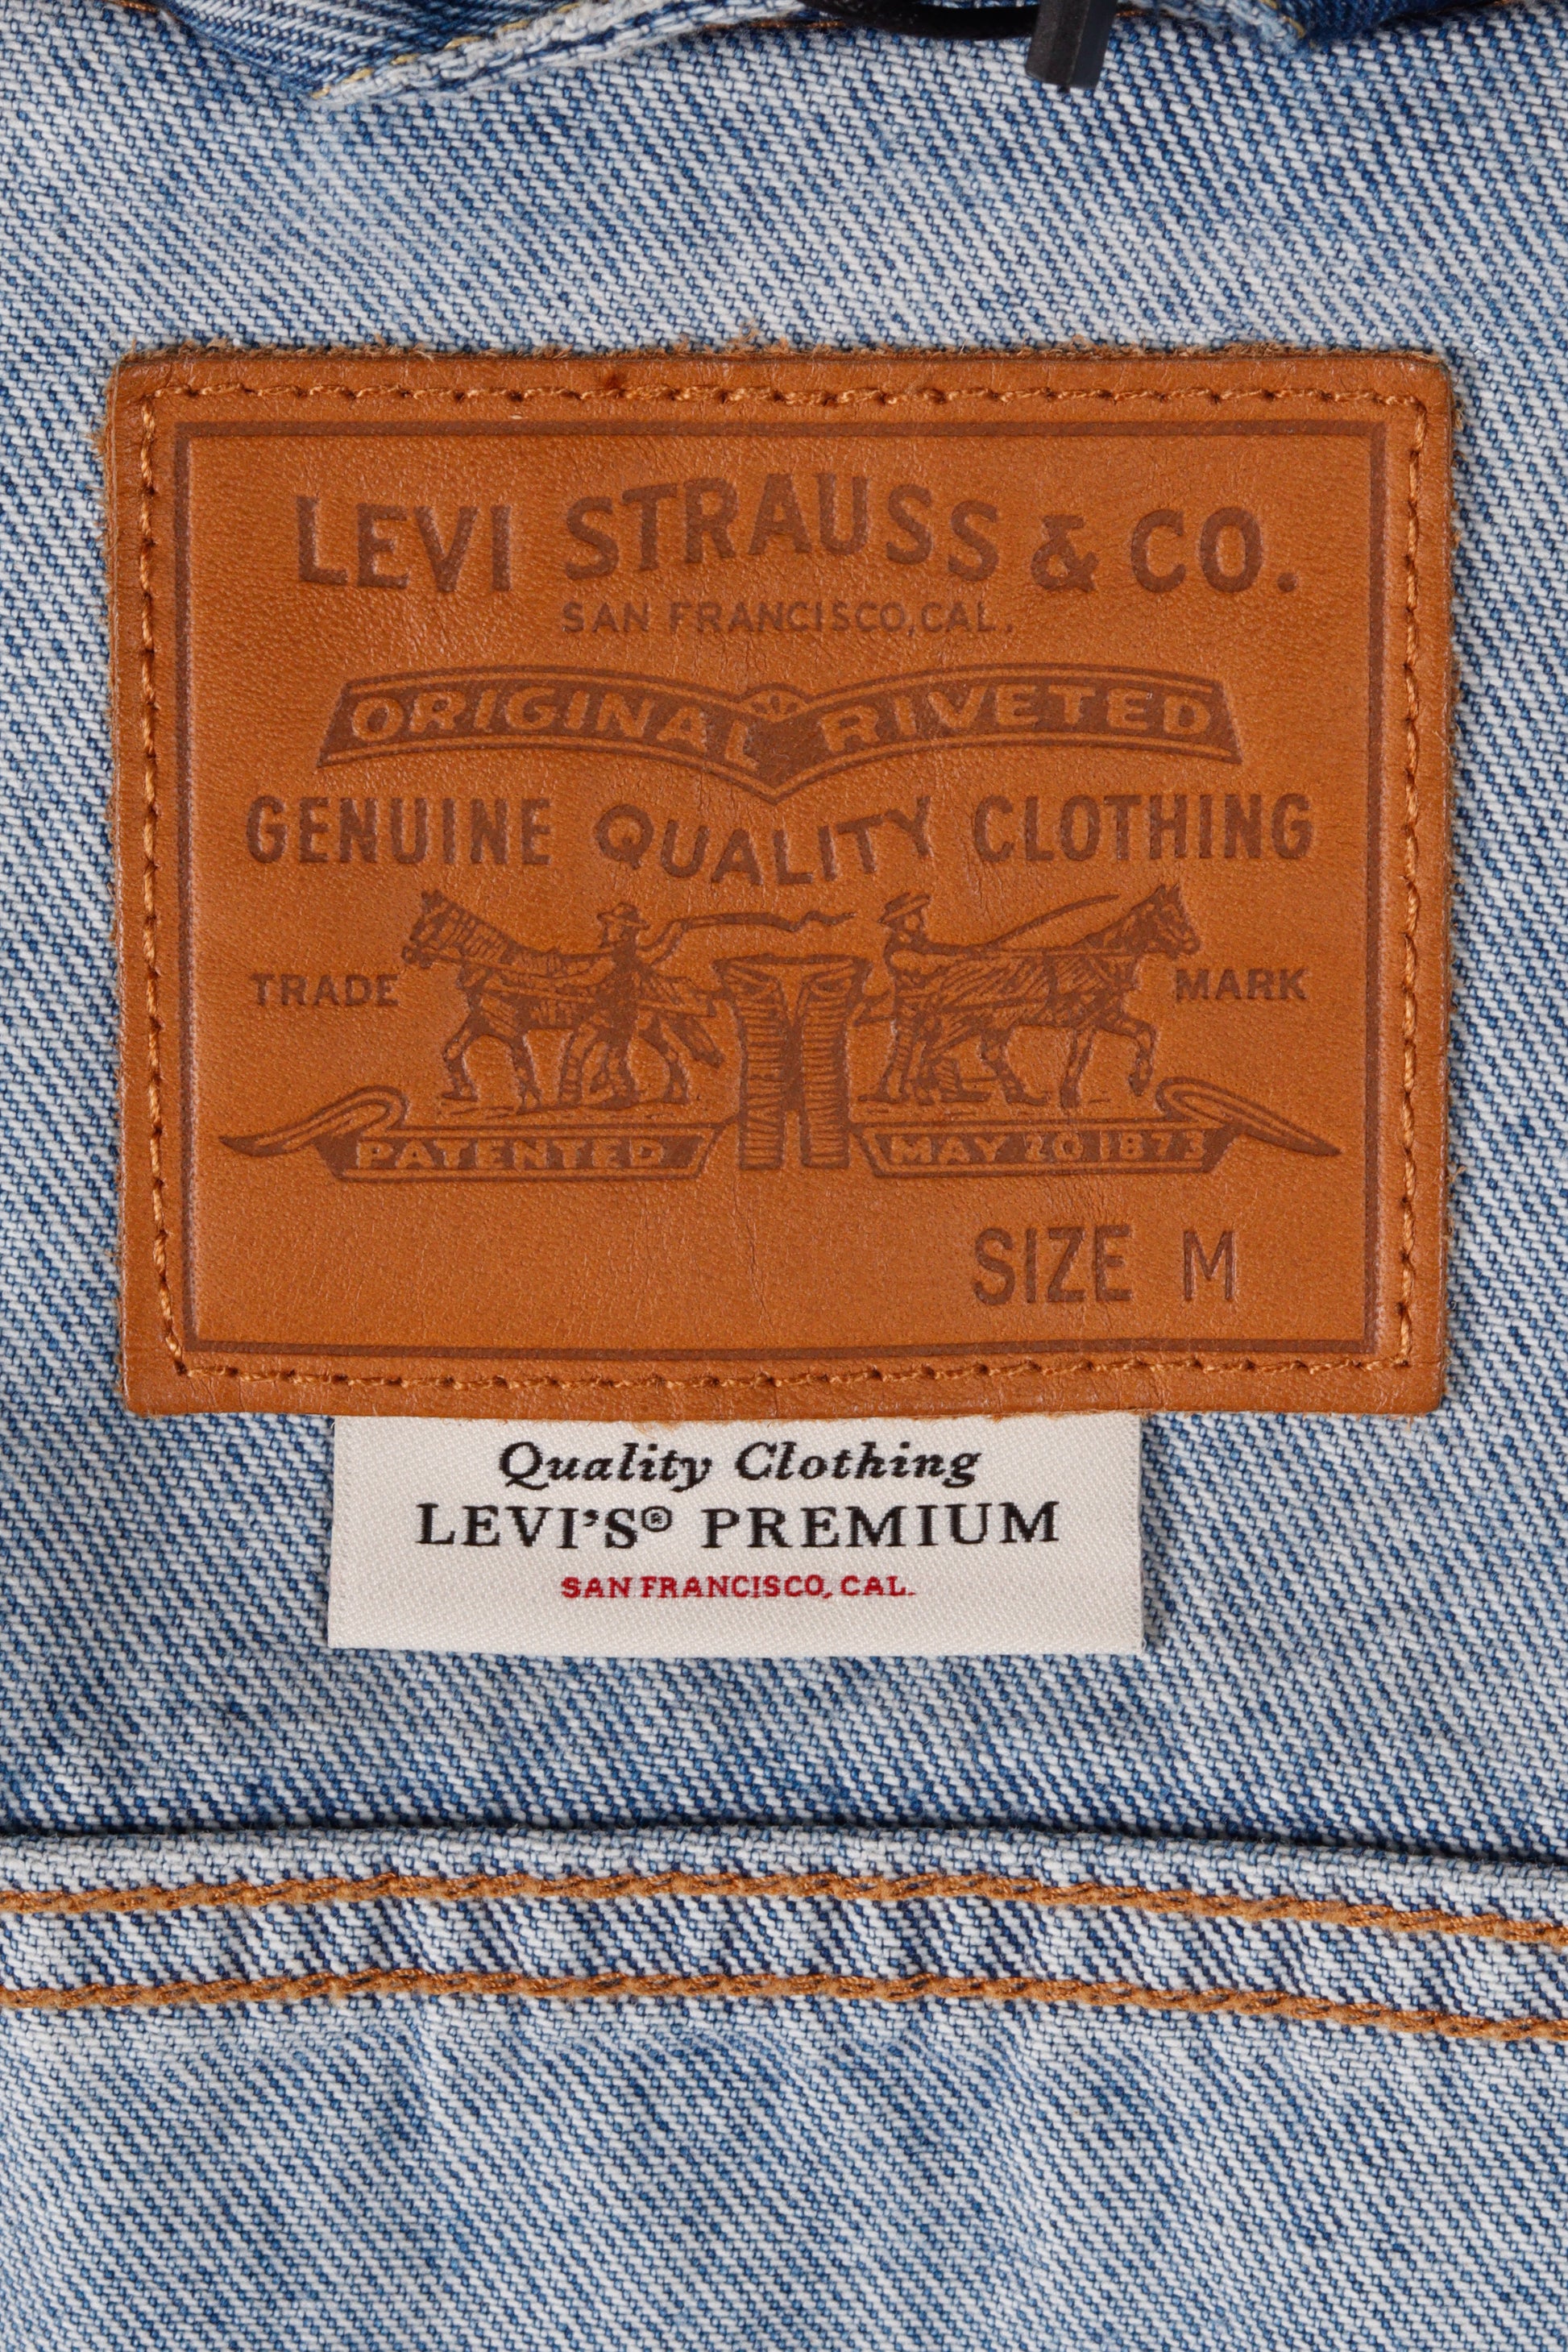 LEVI STRAUSS & CO.
SAN FRANCISCO, CAL.
ORIGINAL RIVETED
GENUINE QUALITY CLOTHING
TRADE MARK
PATENTED MAY 20 1873
SIZE M
Quality Clothing
LEVI'S® PREMIUM
SAN FRANCISCO, CAL.